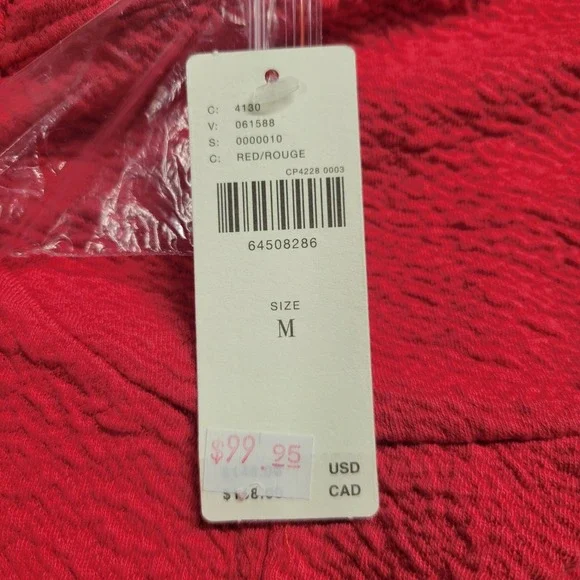 C: 4130
V: 061588
S: 0000010
C: RED/ROUGE
CP4228 0003
64508286
SIZE
M
$99.95
USD
CAD